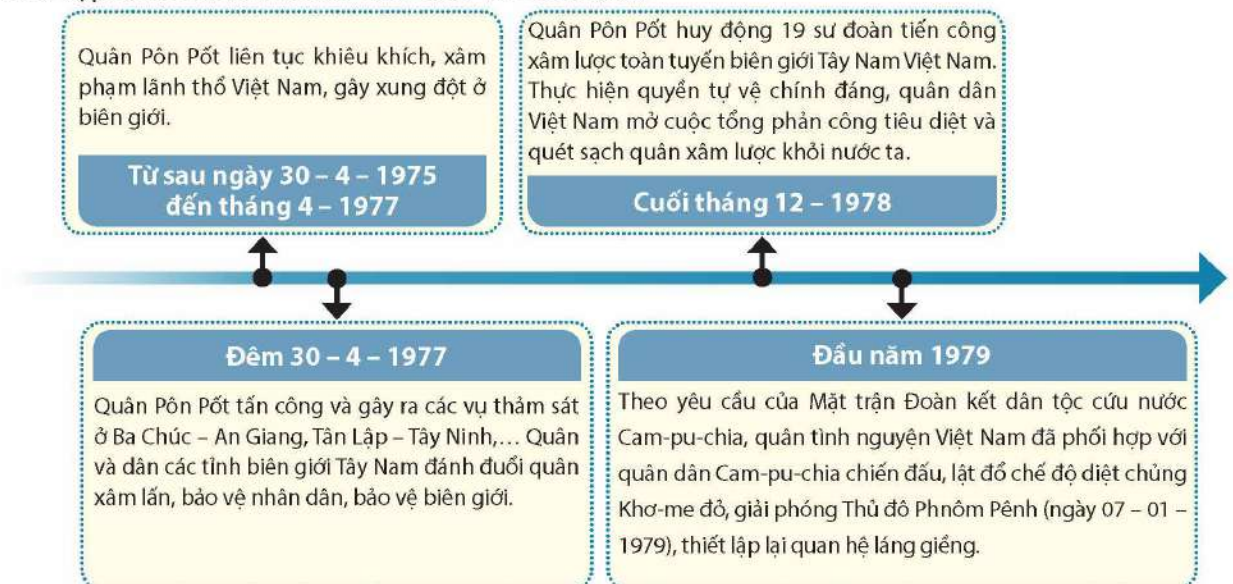 Quân Pôn Pốt liên tục khiêu khích, xâm
phạm lãnh thổ Việt Nam, gây xung đột ở
biên giới.
Từ sau ngày 30 – 4 – 1975
đến tháng 4 – 1977
Quân Pôn Pốt huy động 19 sư đoàn tiến công
xâm lược toàn tuyến biên giới Tây Nam Việt Nam.
Thực hiện quyền tự vệ chính đáng, quân dân
Việt Nam mở cuộc tổng phản công tiêu diệt và
quét sạch quân xâm lược khỏi nước ta.
Cuối tháng 12 – 1978
Đêm 30 – 4 – 1977
Quân Pôn Pốt tấn công và gây ra các vụ thảm sát
ở Ba Chúc – An Giang, Tân Lập – Tây Ninh,... Quân
và dân các tỉnh biên giới Tây Nam đánh đuổi quân
xâm lấn, bảo vệ nhân dân, bảo vệ biên giới.
Đầu năm 1979
Theo yêu cầu của Mặt trận Đoàn kết dân tộc cứu nước
Cam-pu-chia, quân tình nguyện Việt Nam đã phối hợp với
quân dân Cam-pu-chia chiến đấu, lật đổ chế độ diệt chủng
Khơ-me đỏ, giải phóng Thủ đô Phnôm Pênh (ngày 07 – 01 –
1979), thiết lập lại quan hệ láng giềng.